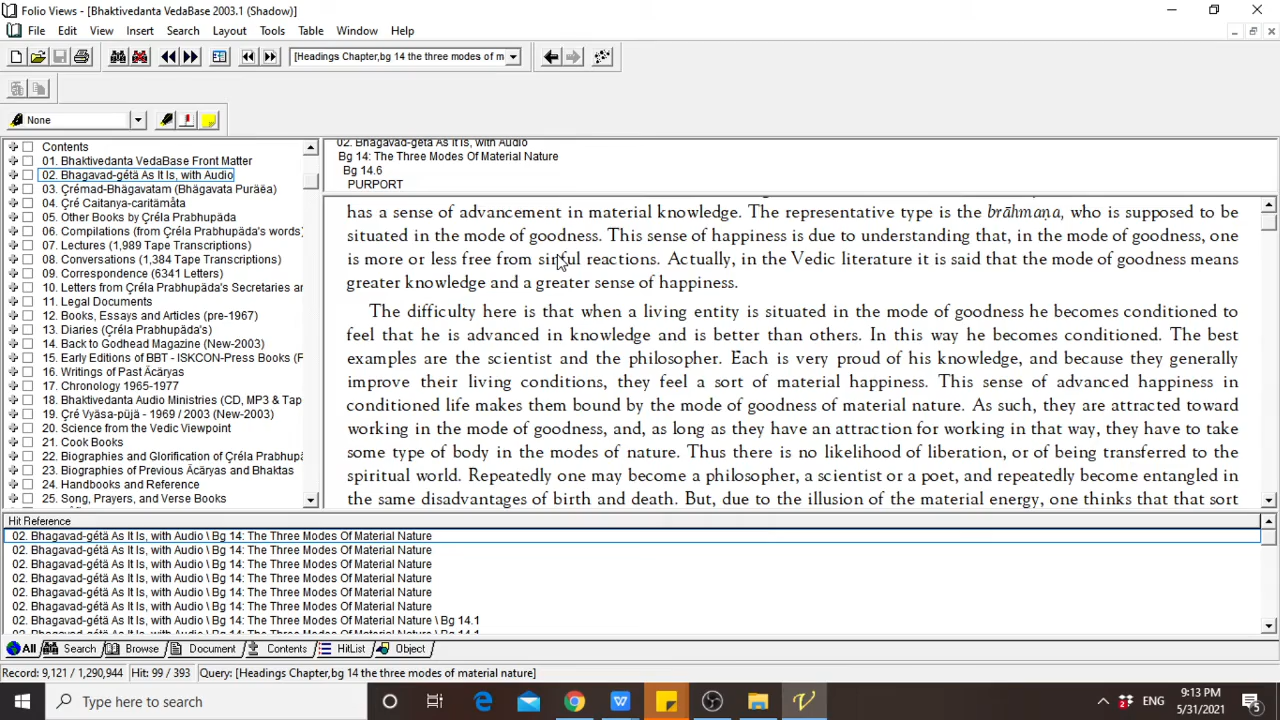 Folio Views - [Bhaktivedanta VedaBase 2003.1 (Shadow)]
File Edit View Insert Search Layout Tools Table Window Help
[Headings Chapter,bg 14 the three modes of m
None
Contents
01. Bhaktivedanta VedaBase Front Matter
02. Bhagavad-gétä As It Is, with Audio
03. Çrémad-Bhägavatam (Bhägavata Puräëa)
04. Çré Caitanya-caritämåta
05. Other Books by Çréla Prabhupäda
06. Compilations (from Çréla Prabhupäda's words)
07. Lectures (1,989 Tape Transcriptions)
08. Conversations (1,384 Tape Transcriptions)
09. Correspondence (6341 Letters)
10. Letters from Çréla Prabhupäda's Secretaries ar
11. Legal Documents
12. Books, Essays and Articles (pre-1967)
13. Diaries (Çréla Prabhupäda's)
14. Back to Godhead Magazine (New-2003)
15. Early Editions of BBT - ISKCON-Press Books (F
16. Writings of Past Äcäryas
17. Chronology 1965-1977
18. Bhaktivedanta Audio Ministries (CD, MP3 & Tap
19. Çré Vyäsa-püjä - 1969 / 2003 (New-2003)
20. Science from the Vedic Viewpoint
21. Cook Books
22. Biographies and Glorification of Çréla Prabhup
23. Biographies of Previous Äcäryas and Bhaktas
24. Handbooks and Reference
25. Song, Prayers, and Verse Books
02. Bhagavad-gétä As It Is, with Audio
Bg 14: The Three Modes Of Material Nature
Bg 14.6
PURPORT
has a sense of advancement in material knowledge. The representative type is the brāhmaṇa, who is supposed to be
situated in the mode of goodness. This sense of happiness is due to understanding that, in the mode of goodness, one
is more or less free from sinful reactions. Actually, in the Vedic literature it is said that the mode of goodness means
greater knowledge and a greater sense of happiness.
The difficulty here is that when a living entity is situated in the mode of goodness he becomes conditioned to
feel that he is advanced in knowledge and is better than others. In this way he becomes conditioned. The best
examples are the scientist and the philosopher. Each is very proud of his knowledge, and because they generally
improve their living conditions, they feel a sort of material happiness. This sense of advanced happiness in
conditioned life makes them bound by the mode of goodness of material nature. As such, they are attracted toward
working in the mode of goodness, and, as long as they have an attraction for working in that way, they have to take
some type of body in the modes of nature. Thus there is no likelihood of liberation, or of being transferred to the
spiritual world. Repeatedly one may become a philosopher, a scientist or a poet, and repeatedly become entangled in
the same disadvantages of birth and death. But, due to the illusion of the material energy, one thinks that that sort
Hit Reference
02. Bhagavad-gétä As It Is, with Audio \ Bg 14: The Three Modes Of Material Nature
02. Bhagavad-gétä As It Is, with Audio \ Bg 14: The Three Modes Of Material Nature
02. Bhagavad-gétä As It Is, with Audio \ Bg 14: The Three Modes Of Material Nature
02. Bhagavad-gétä As It Is, with Audio \ Bg 14: The Three Modes Of Material Nature
02. Bhagavad-gétä As It Is, with Audio \ Bg 14: The Three Modes Of Material Nature
02. Bhagavad-gétä As It Is, with Audio \ Bg 14: The Three Modes Of Material Nature
02. Bhagavad-gétä As It Is, with Audio \ Bg 14: The Three Modes Of Material Nature \ Bg 14.1
02. Bhagavad-gétä As It Is, with Audio \ Bg 14: The Three Modes Of Material Nature \ Bg 14.1
All Search Browse Document Contents HitList Object
Record: 9,121 / 1,290,944 Hit: 99 / 393 Query: [Headings Chapter,bg 14 the three modes of material nature]
Type here to search
ENG
9:13 PM
5/31/2021
5